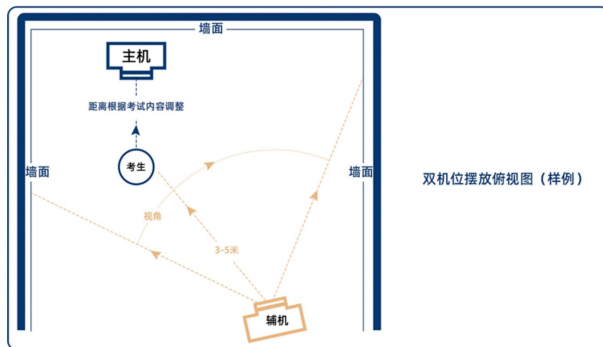 墙面
主机
距离根据考试内容调整
考生
墙面
墙面
双机位摆放俯视图（样例）
视角
3-5米
辅机